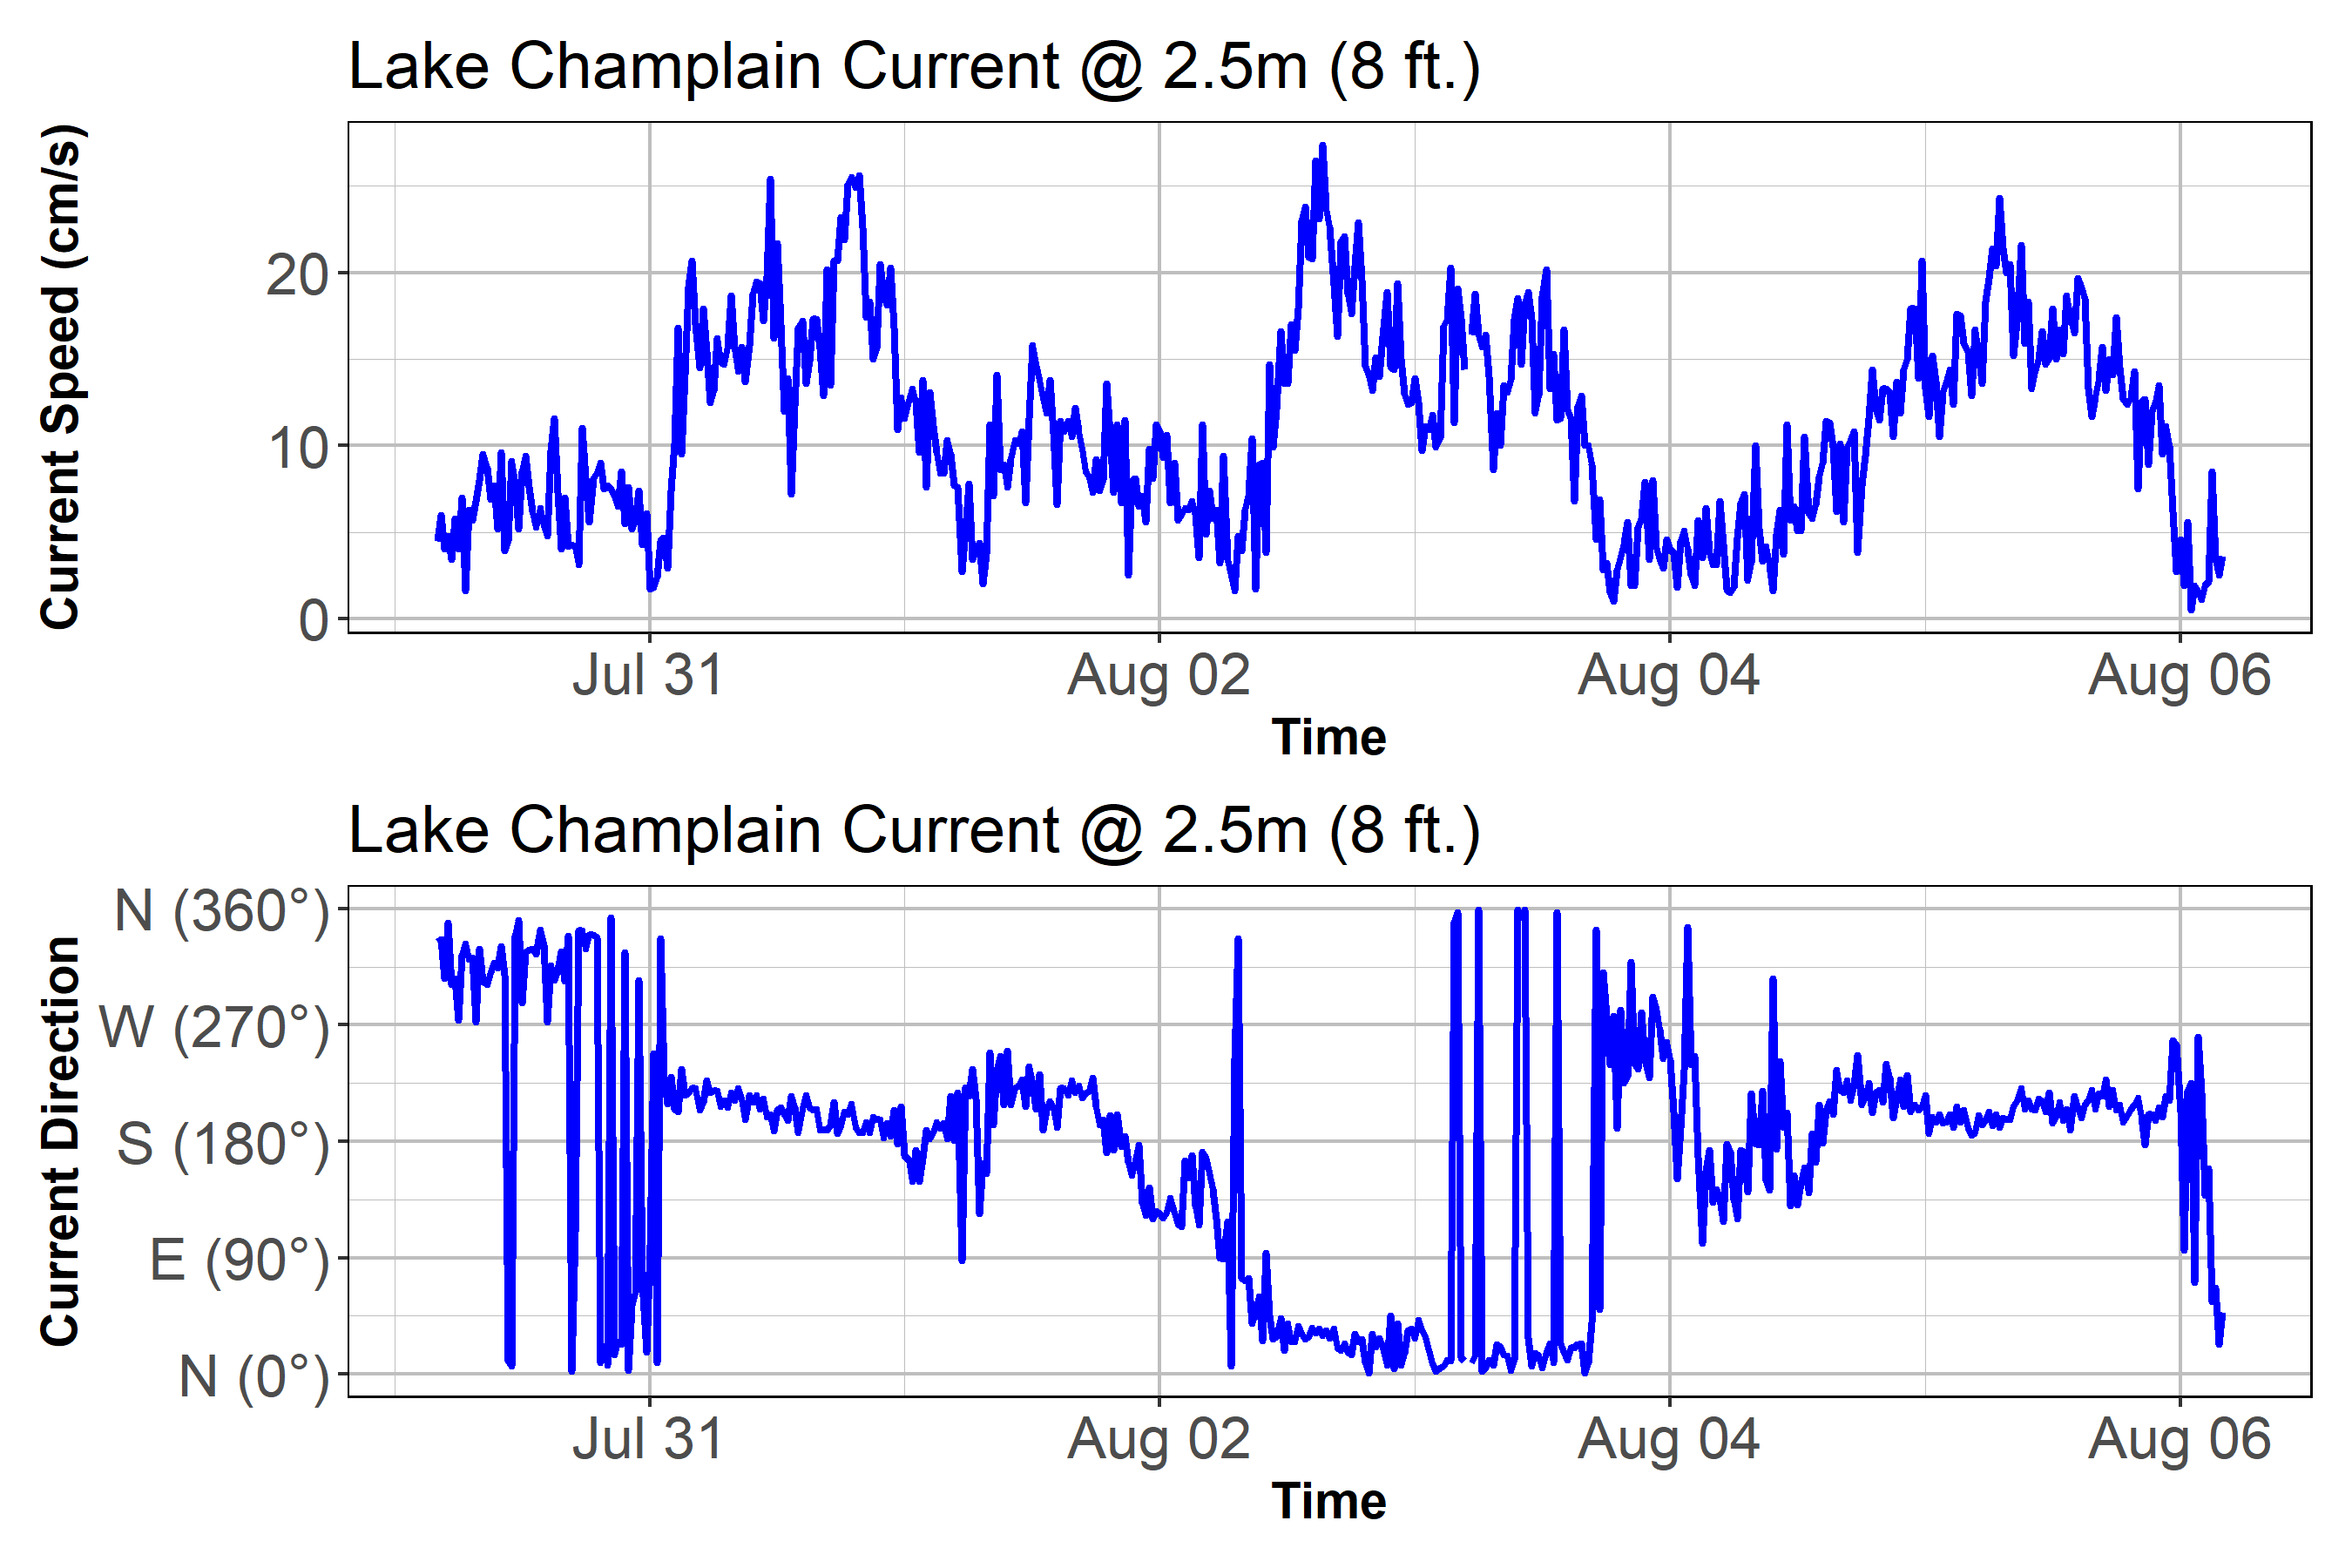 Lake Champlain Current @ 2.5m (8 ft.)
Current Speed (cm/s)
20
10
0
Jul 31 Aug 02 Aug 04 Aug 06
Time
Lake Champlain Current @ 2.5m (8 ft.)
Current Direction
N (360°)
W (270°)
S (180°)
E (90°)
N (0°)
Jul 31 Aug 02 Aug 04 Aug 06
Time